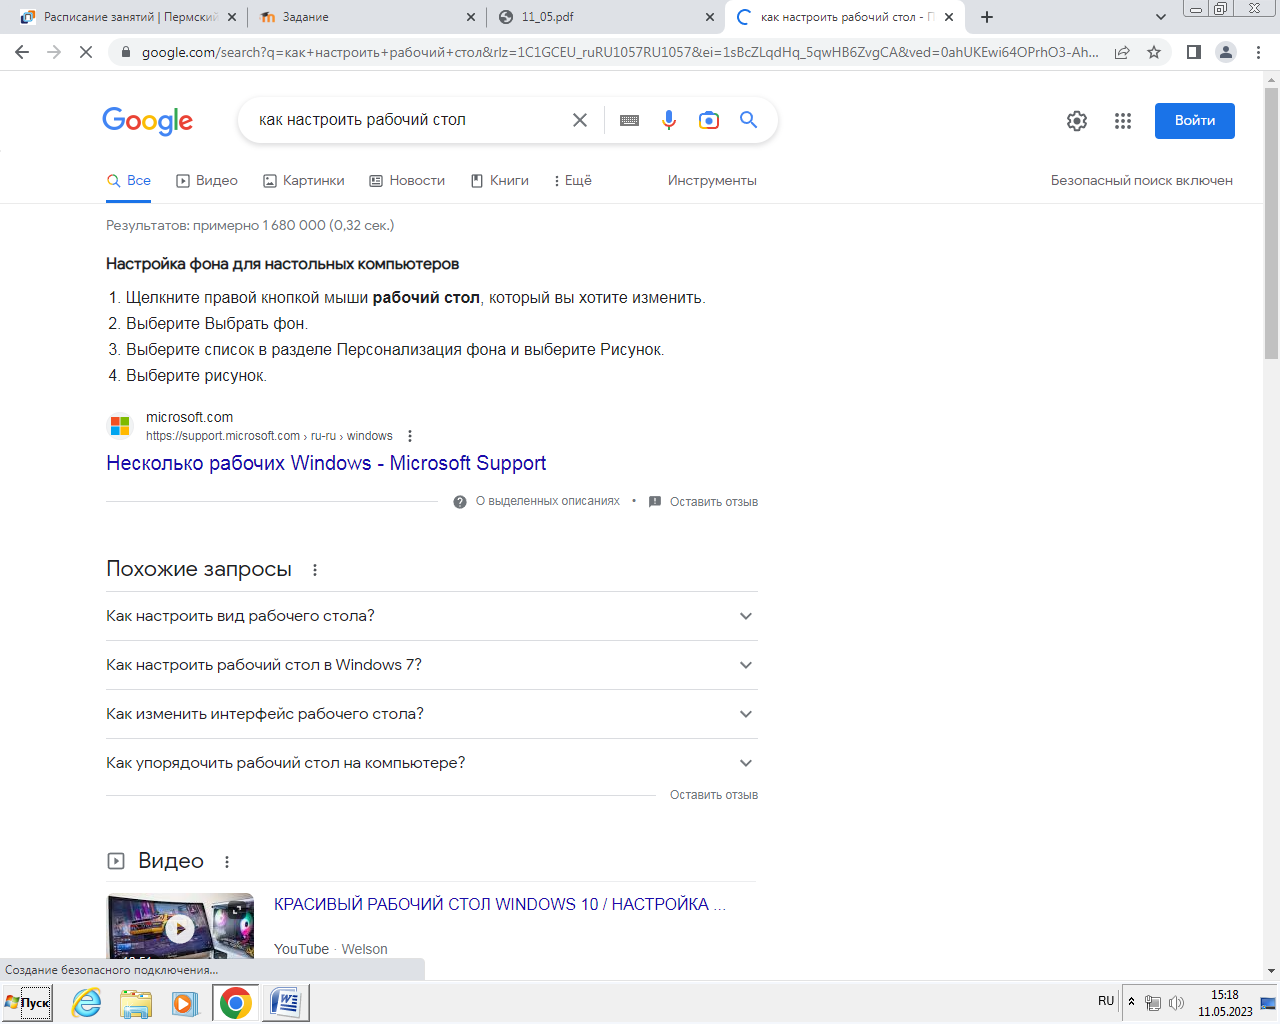 Расписание занятий | Пермский
Задание
11_05.pdf
как настроить рабочий стол - П
google.com/search?q=как+настроить+рабочий+стол&rlz=1C1GCEU_ruRU1057RU1057&ei=1sBcZLqdHq_5qwHB6ZvgCA&ved=0ahUKEwi64OPrhO3-Ah...
Google
как настроить рабочий стол
Войти
Все
Видео
Картинки
Новости
Книги
Ещё
Инструменты
Безопасный поиск включен
Результатов: примерно 1 680 000 (0,32 сек.)
Настройка фона для настольных компьютеров
1. Щелкните правой кнопкой мыши рабочий стол, который вы хотите изменить.
2. Выберите Выбрать фон.
3. Выберите список в разделе Персонализация фона и выберите Рисунок.
4. Выберите рисунок.
microsoft.com
https://support.microsoft.com › ru-ru › windows
Несколько рабочих Windows - Microsoft Support
О выделенных описаниях • Оставить отзыв
Похожие запросы
Как настроить вид рабочего стола?
Как настроить рабочий стол в Windows 7?
Как изменить интерфейс рабочего стола?
Как упорядочить рабочий стол на компьютере?
Оставить отзыв
Видео
КРАСИВЫЙ РАБОЧИЙ СТОЛ WINDOWS 10 / НАСТРОЙКА ...
YouTube · Welson
Создание безопасного подключения...
Пуск
RU
15:18
11.05.2023